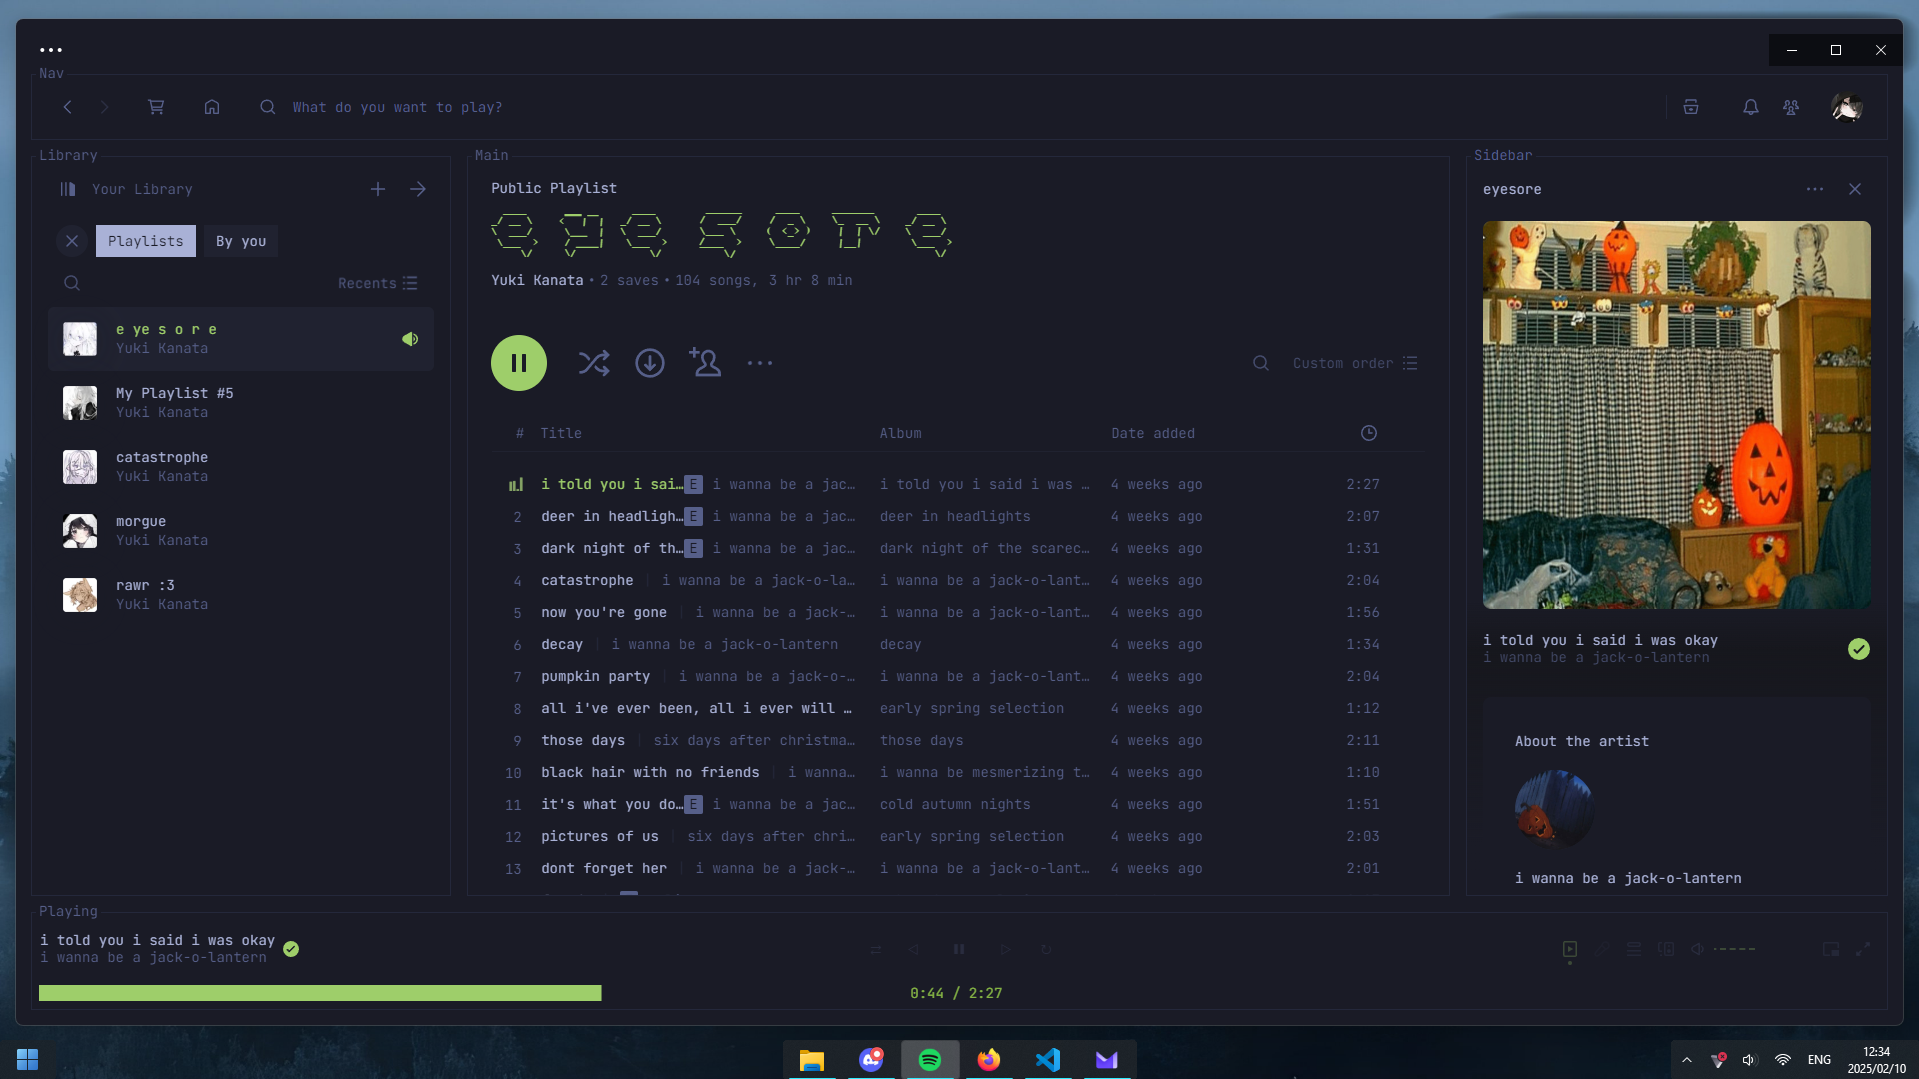 Nav
What do you want to play?
Library
Your Library
Playlists
By you
Recents
e ye s o r e
Yuki Kanata
My Playlist #5
Yuki Kanata
catastrophe
Yuki Kanata
morgue
Yuki Kanata
rawr :3
Yuki Kanata
Main
Public Playlist
e ye s o r e
Yuki Kanata • 2 saves • 104 songs, 3 hr 8 min
Custom order
# Title Album Date added
i told you i sai… E i wanna be a jac… i told you i said i was … 4 weeks ago 2:27
2 deer in headligh… E i wanna be a jac… deer in headlights 4 weeks ago 2:07
3 dark night of th… E i wanna be a jac… dark night of the scarec… 4 weeks ago 1:31
4 catastrophe | i wanna be a jack-o-la… i wanna be a jack-o-lant… 4 weeks ago 2:04
5 now you're gone | i wanna be a jack-… i wanna be a jack-o-lant… 4 weeks ago 1:56
6 decay | i wanna be a jack-o-lantern decay 4 weeks ago 1:34
7 pumpkin party | i wanna be a jack-o-… i wanna be a jack-o-lant… 4 weeks ago 2:04
8 all i've ever been, all i ever will … early spring selection 4 weeks ago 1:12
9 those days | six days after christma… those days 4 weeks ago 2:11
10 black hair with no friends | i wanna… i wanna be mesmerizing t… 4 weeks ago 1:10
11 it's what you do… E i wanna be a jac… cold autumn nights 4 weeks ago 1:51
12 pictures of us | six days after chri… early spring selection 4 weeks ago 2:03
13 dont forget her | i wanna be a jack-… i wanna be a jack-o-lant… 4 weeks ago 2:01
Sidebar
eyesore
i told you i said i was okay
i wanna be a jack-o-lantern
About the artist
i wanna be a jack-o-lantern
Playing
i told you i said i was okay
i wanna be a jack-o-lantern
0:44 / 2:27
ENG
12:34
2025/02/10